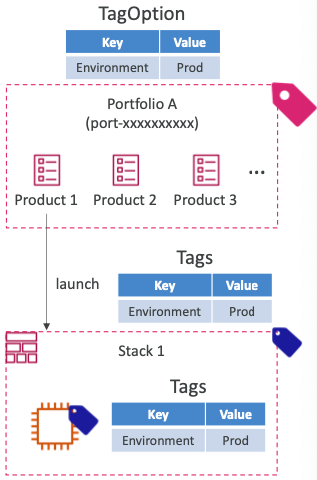 TagOption
Key Value
Environment Prod
Portfolio A
(port-xxxxxxxxxx)
Product 1 Product 2 Product 3 ...
launch
Tags
Key Value
Environment Prod
Stack 1
Tags
Key Value
Environment Prod